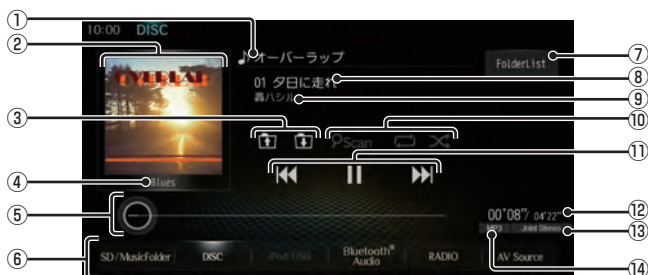 ①
10:00 DISC
②
⑦
オーバーラップ
FolderList
OVERLAP
⑧
01 夕日に走れ
轟ハシル
⑨
③
⑩
Scan
⑪
④
Blues
⑤
00'08"/ 04'22"
⑫
MP3 Joint Stereo
⑬
⑥
SD/MusicFolder DISC iPod/USB Bluetooth® Audio RADIO AV Source
⑭